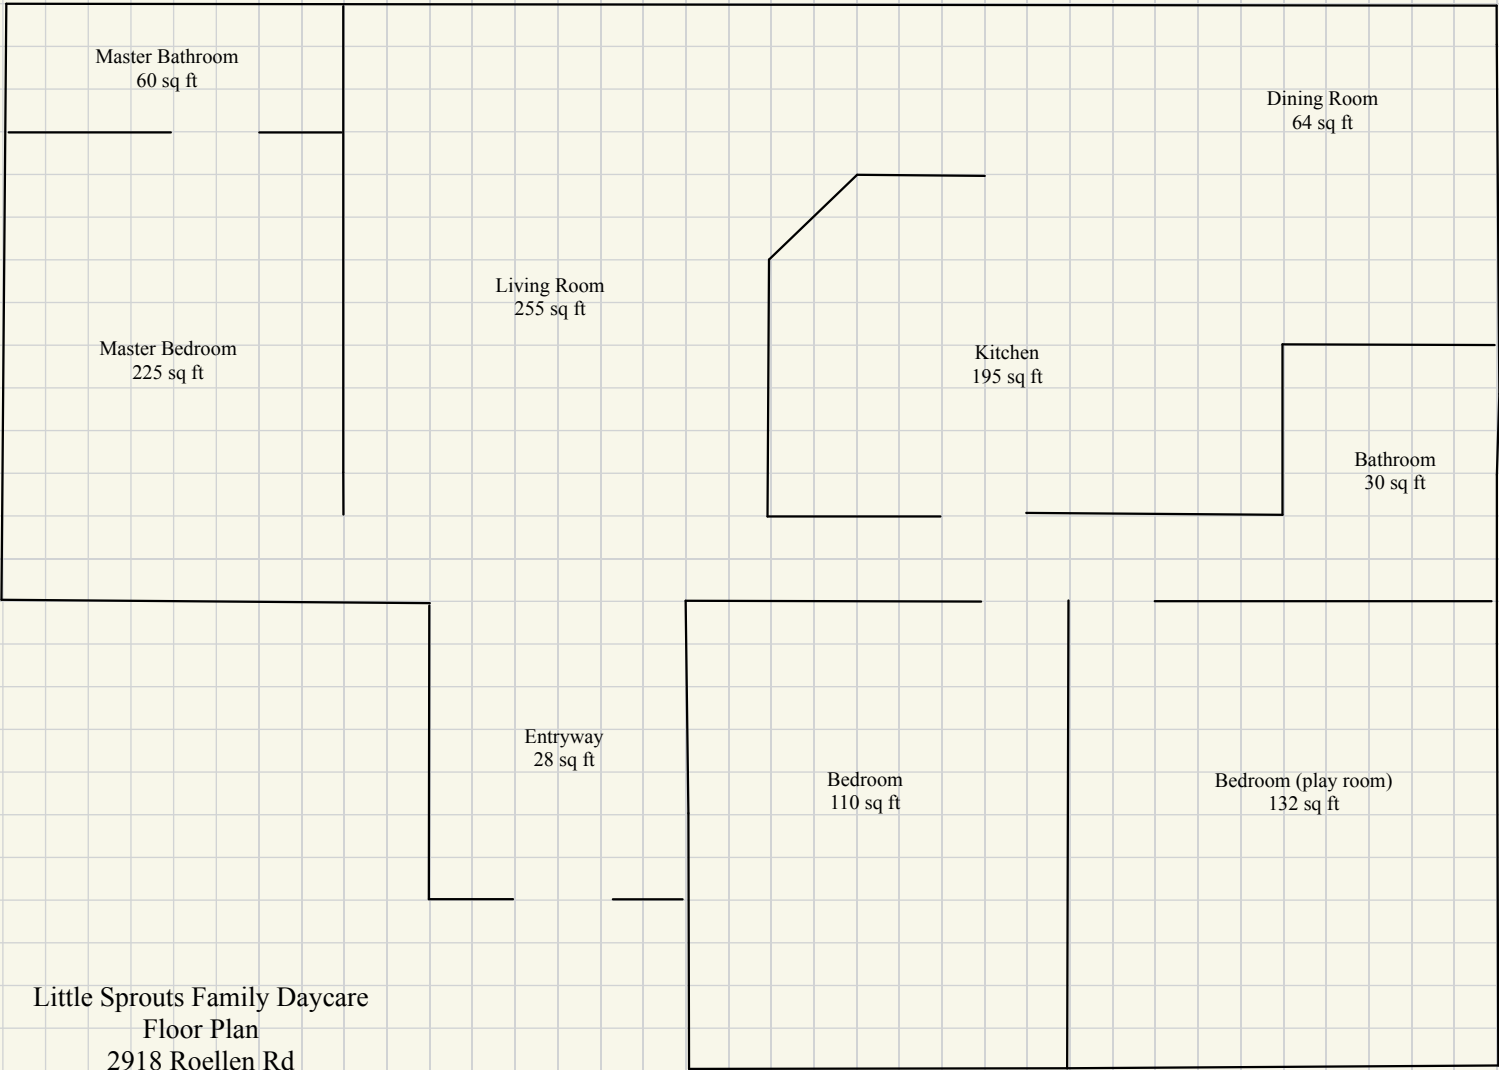 Master Bathroom
60 sq ft
Dining Room
64 sq ft
Living Room
255 sq ft
Master Bedroom
225 sq ft
Kitchen
195 sq ft
Bathroom
30 sq ft
Entryway
28 sq ft
Bedroom
110 sq ft
Bedroom (play room)
132 sq ft
Little Sprouts Family Daycare
Floor Plan
2918 Roellen Rd